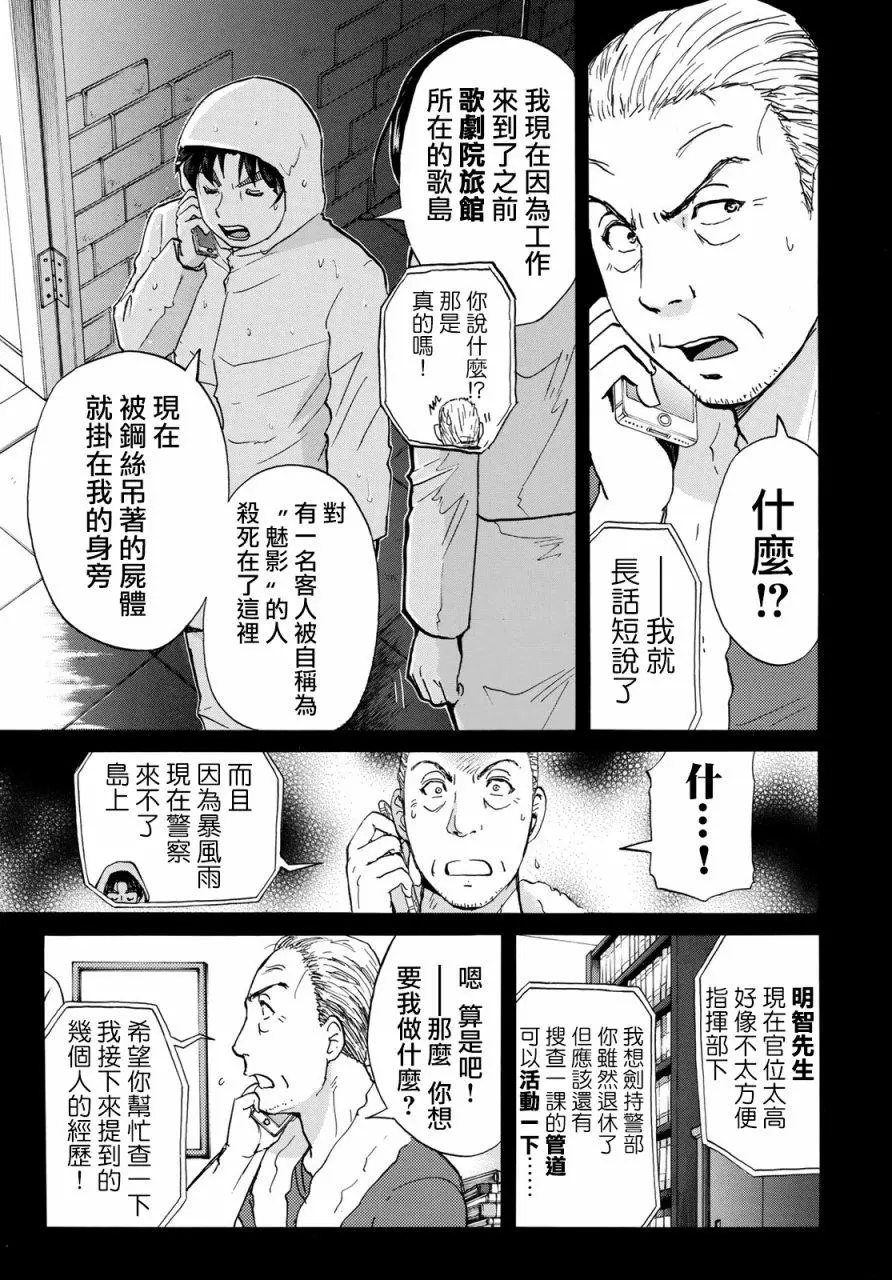 什麼!?
——我就
長話短說了
我現在因為工作
來到了之前
歌劇院旅館
所在的歌島
你說什麼!?
那是
真的嗎！
對
有一名客人被自稱為
〝魅影〞的人
殺死在了這裡
現在
被鋼絲吊著的屍體
就掛在我的身旁
什…！
而且
因為暴風雨
現在警察
來不了
島上
明智先生
現在官位太高
好像不太方便
指揮部下
我想劍持警部
你雖然退休了
但應該還有
搜查一課的管道
可以活動一下……
嗯 算是吧！
——那麼 你想
要我做什麼？
希望你幫忙查一下
我接下來提到的
幾個人的經歷！